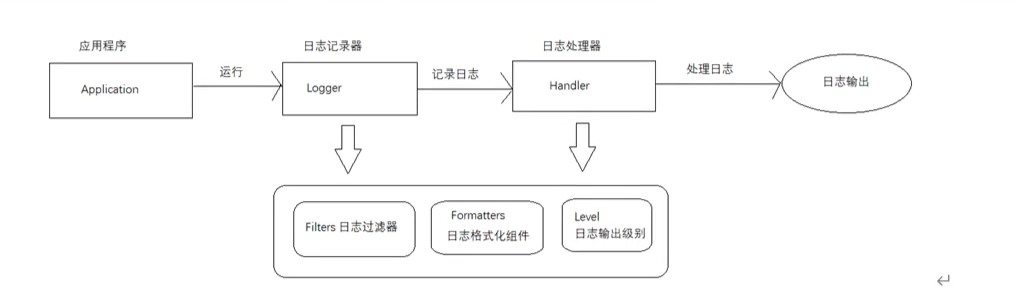 应用程序
日志记录器
日志处理器
Application
运行
Logger
记录日志
Handler
处理日志
日志输出
Filters 日志过滤器
Formatters
日志格式化组件
Level
日志输出级别